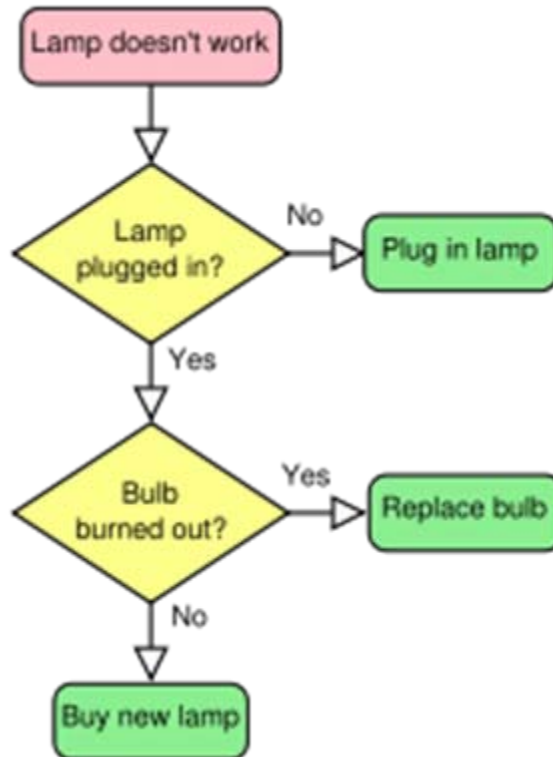 Lamp doesn't work
Lamp
plugged in?
No
Plug in lamp
Yes
Bulb
burned out?
Yes
Replace bulb
No
Buy new lamp